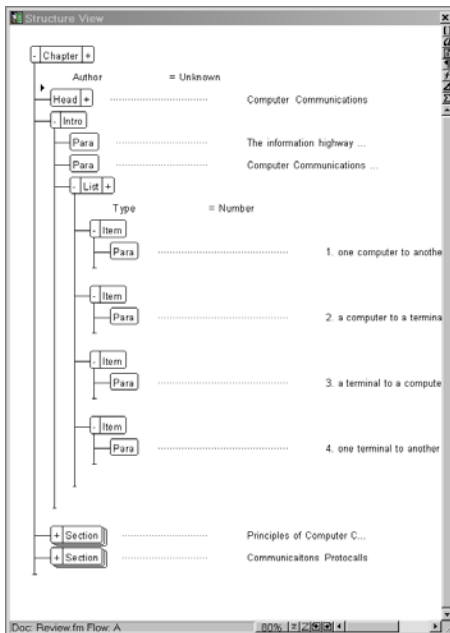 Structure View
- Chapter +
Author = Unknown
Head + Computer Communications
- Intro
Para The information highway ...
Para Computer Communications ...
- List +
Type = Number
- Item
Para 1. one computer to anothe
- Item
Para 2. a computer to a termina
- Item
Para 3. a terminal to a compute
- Item
Para 4. one terminal to another
+ Section Principles of Computer C...
+ Section Communicaitons Protocalls
Doc: Review.fm Flow: A 80%